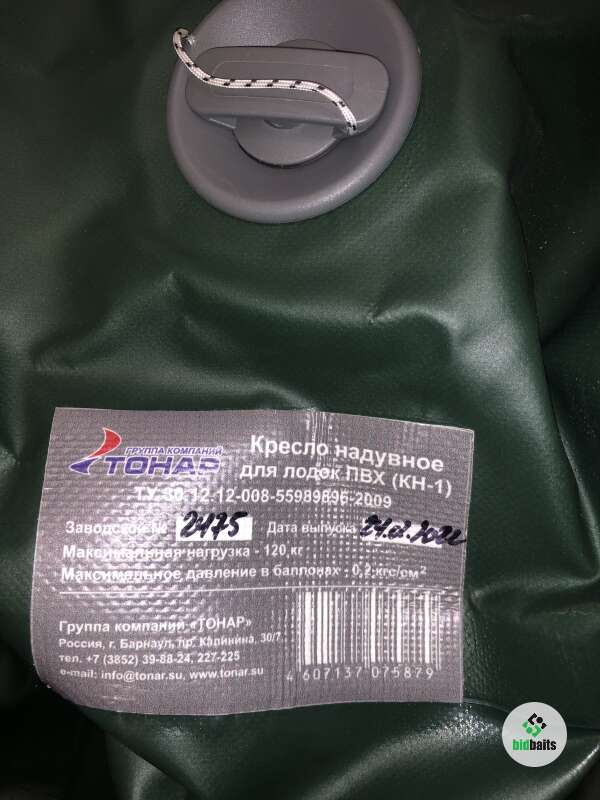 ГРУППА КОМПАНИЙ
ТОНАР
Кресло надувное
для лодок ПВХ (КН-1)
ТУ 30.12.12-008-55989896-2009
Заводской № 2475 Дата выпуска
Максимальная нагрузка - 120 кг
Максимальное давление в баллонах - 0,2 кгс/см²
Группа компаний «ТОНАР»
Россия, г. Барнаул, пр. Калинина, 30/7,
тел. +7 (3852) 39-88-24, 227-225
e-mail: info@tonar.su, www.tonar.su
4 607137 075879
bidbaits